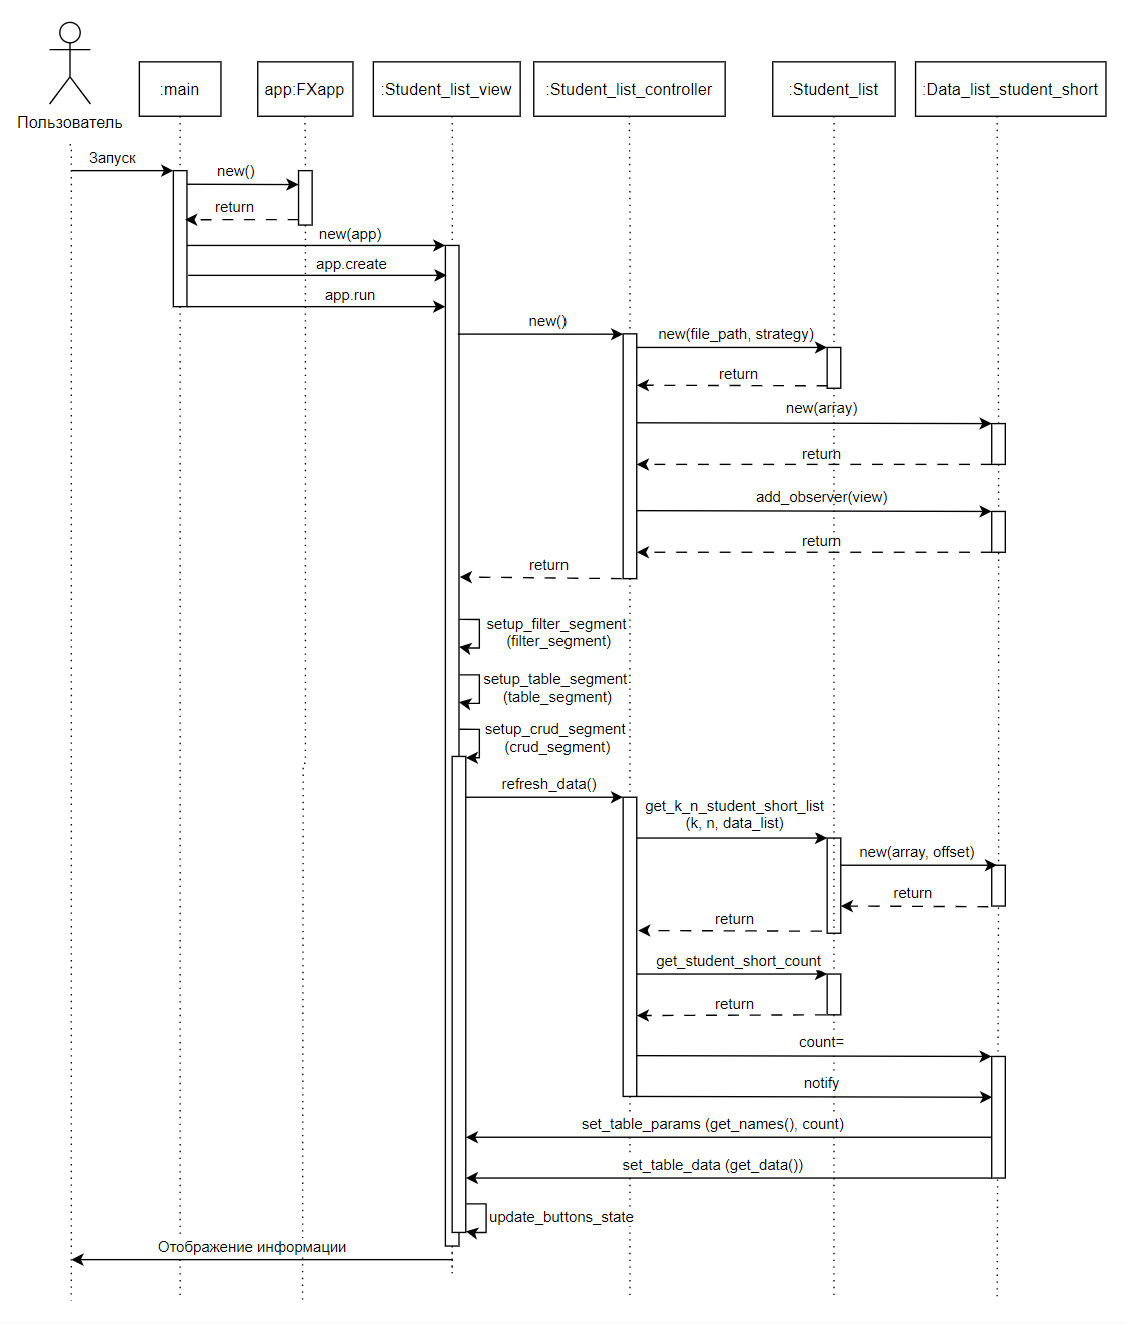 :main
app:FXapp
:Student_list_view
:Student_list_controller
:Student_list
:Data_list_student_short
Пользователь
Запуск
new()
return
new(app)
app.create
app.run
new()
new(file_path, strategy)
return
new(array)
return
add_observer(view)
return
return
setup_filter_segment
(filter_segment)
setup_table_segment
(table_segment)
setup_crud_segment
(crud_segment)
refresh_data()
get_k_n_student_short_list
(k, n, data_list)
new(array, offset)
return
return
get_student_short_count
return
count=
notify
set_table_params (get_names(), count)
set_table_data (get_data())
update_buttons_state
Отображение информации